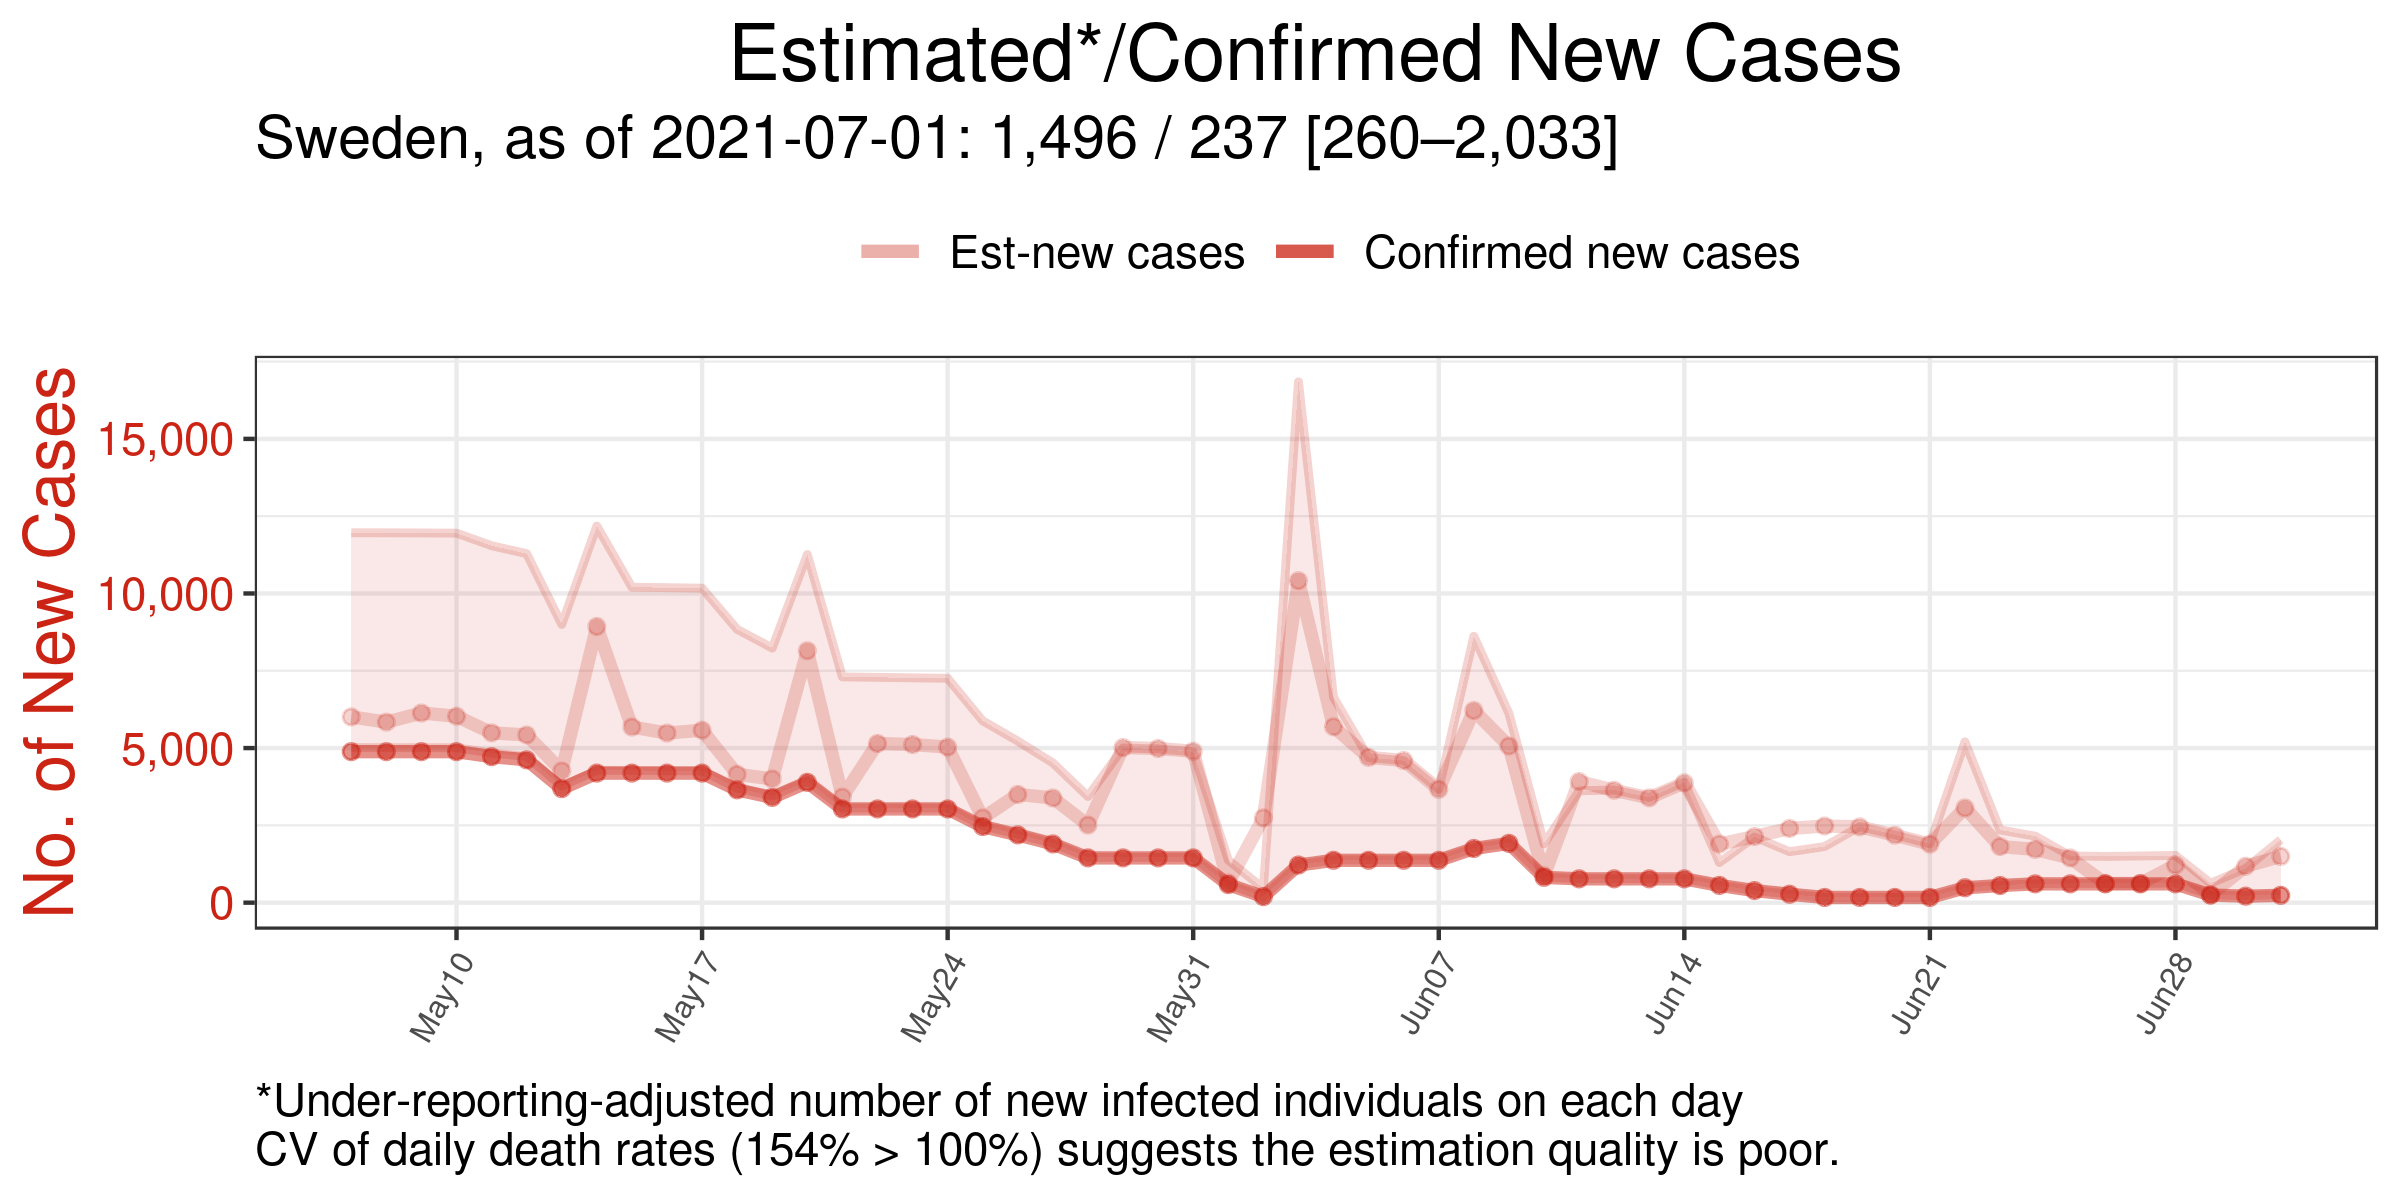 Estimated*/Confirmed New Cases
Sweden, as of 2021-07-01: 1,496 / 237 [260–2,033]
Est-new cases
Confirmed new cases
No. of New Cases
15,000
10,000
5,000
0
May10
May17
May24
May31
Jun07
Jun14
Jun21
Jun28
*Under-reporting-adjusted number of new infected individuals on each day
CV of daily death rates (154% > 100%) suggests the estimation quality is poor.